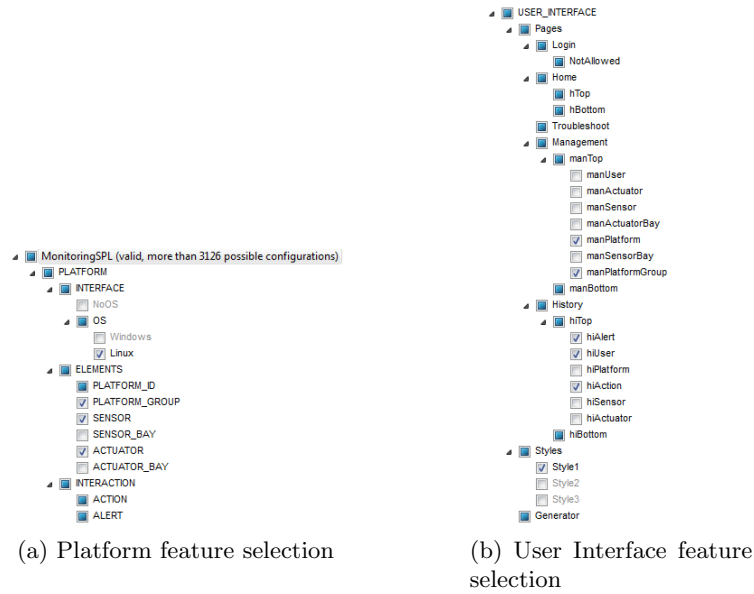 MonitoringSPL (valid, more than 3126 possible configurations)
PLATFORM
INTERFACE
NoOS
OS
Windows
Linux
ELEMENTS
PLATFORM_ID
PLATFORM_GROUP
SENSOR
SENSOR_BAY
ACTUATOR
ACTUATOR_BAY
INTERACTION
ACTION
ALERT
(a) Platform feature selection
USER_INTERFACE
Pages
Login
NotAllowed
Home
hTop
hBottom
Troubleshoot
Management
manTop
manUser
manActuator
manSensor
manActuatorBay
manPlatform
manSensorBay
manPlatformGroup
manBottom
History
hiTop
hiAlert
hiUser
hiPlatform
hiAction
hiSensor
hiActuator
hiBottom
Styles
Style1
Style2
Style3
Generator
(b) User Interface feature
selection